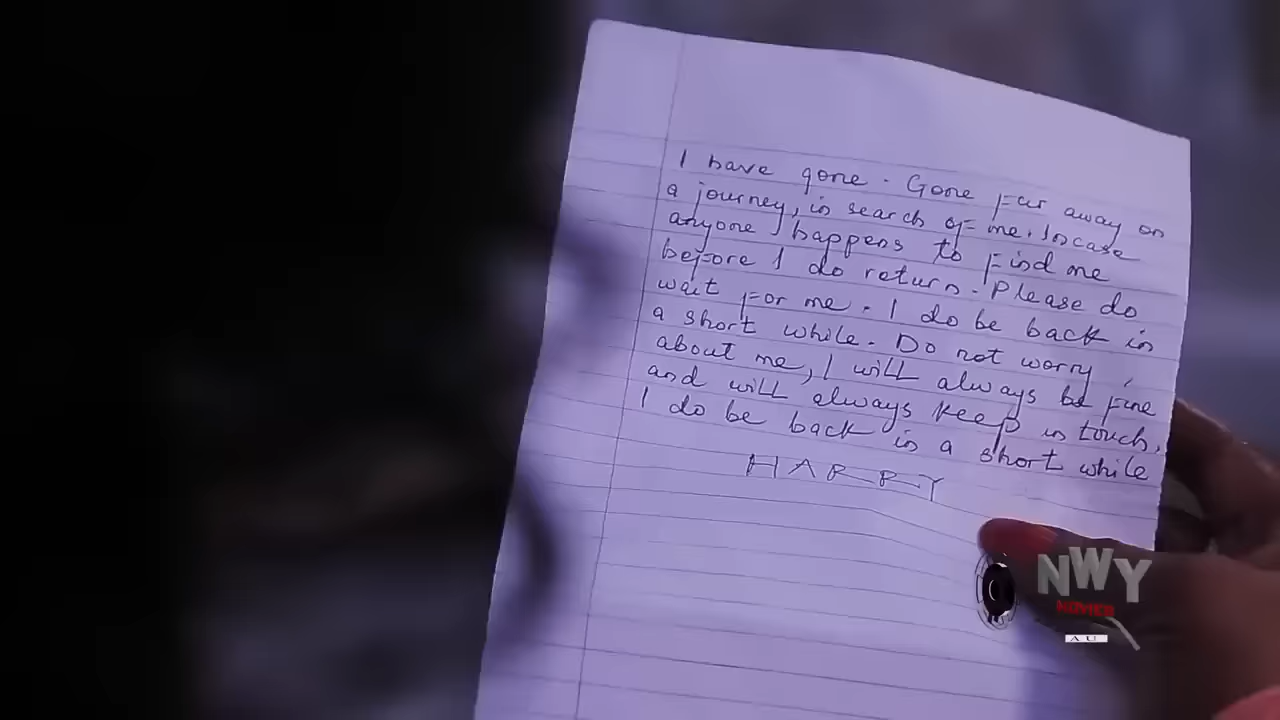 I have gone. Gone far away on
a journey, in search of me. Incase
anyone happens to find me
before I do return. Please do
wait for me. I do be back in
a short while. Do not worry
about me, I will always be fine
and will always keep in touch.
I do be back in a short while
HARRY
NWY
MOVIES
AU